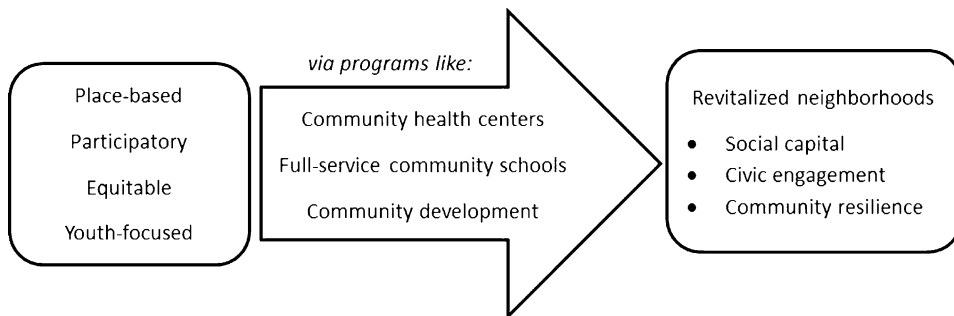 Place-based
Participatory
Equitable
Youth-focused
via programs like:
Community health centers
Full-service community schools
Community development
Revitalized neighborhoods
• Social capital
• Civic engagement
• Community resilience